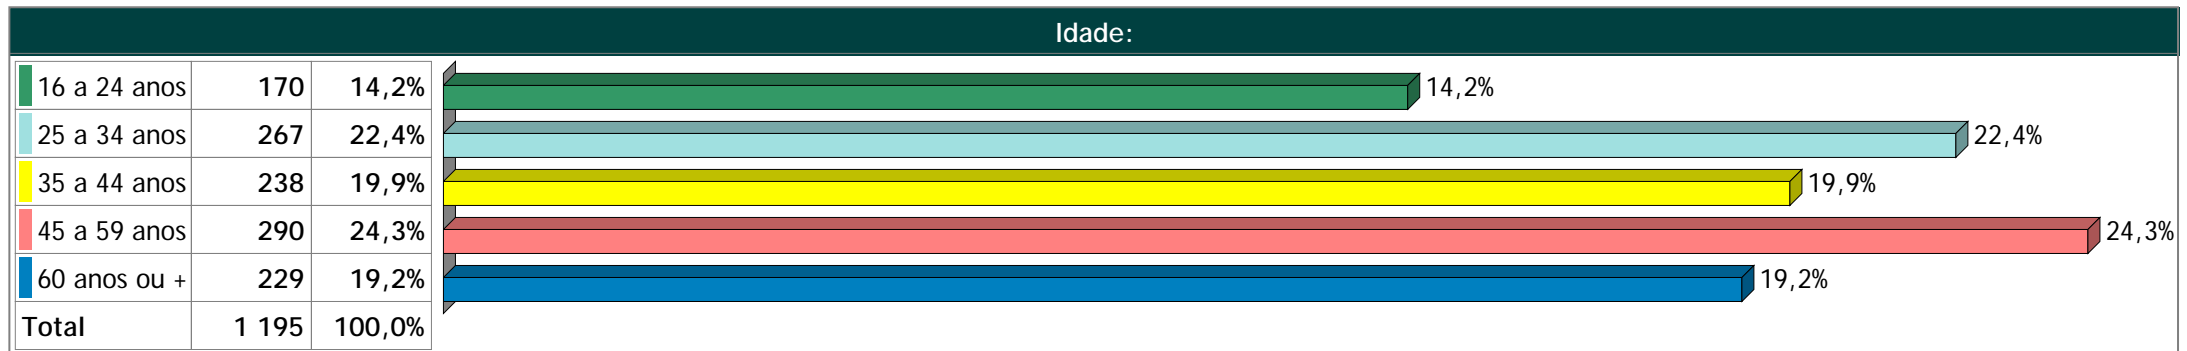 Idade:
16 a 24 anos 170 14,2% 14,2%
25 a 34 anos 267 22,4% 22,4%
35 a 44 anos 238 19,9% 19,9%
45 a 59 anos 290 24,3% 24,3%
60 anos ou + 229 19,2% 19,2%
Total 1 195 100,0%